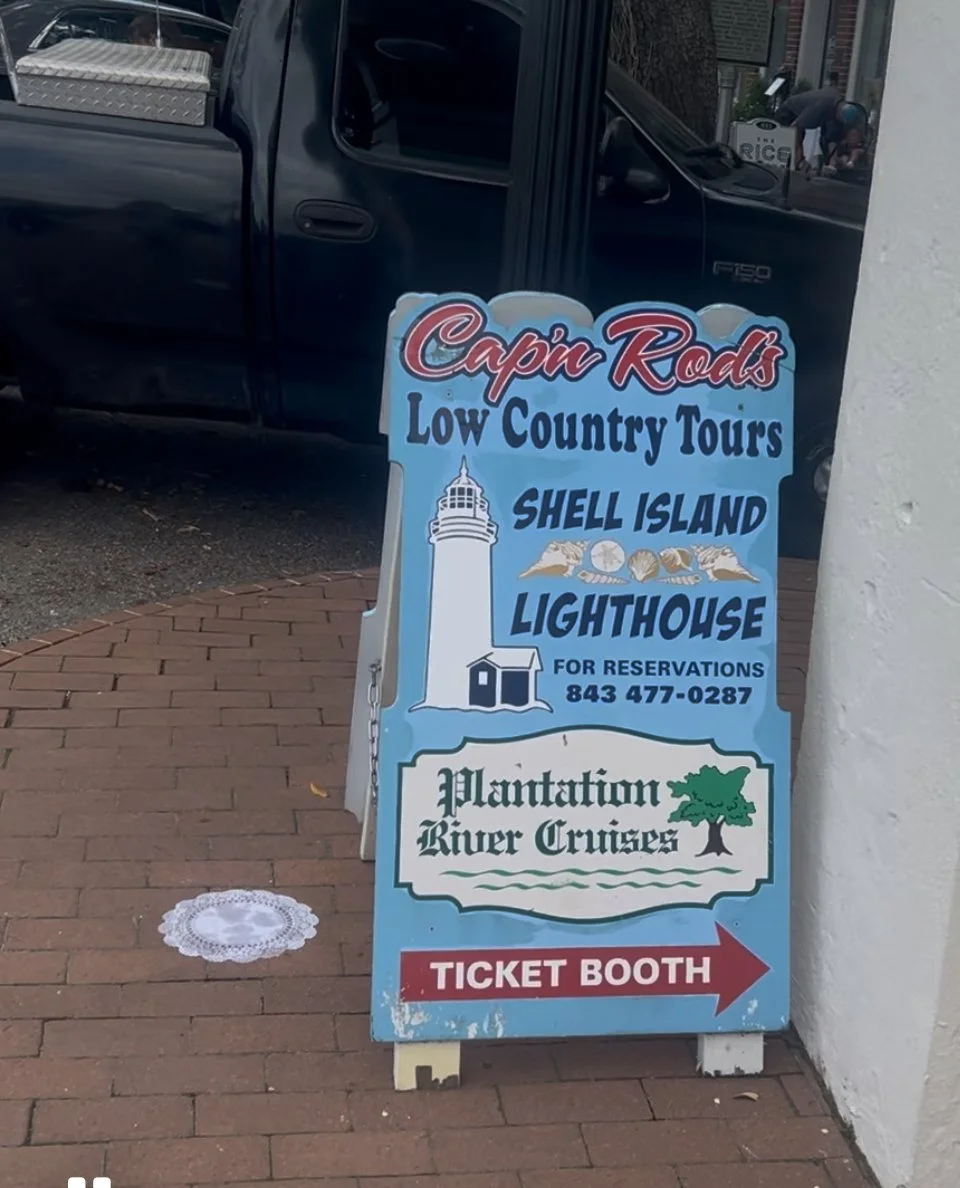 THE
RICE
F150
Cap'n Rod's
Low Country Tours
SHELL ISLAND
LIGHTHOUSE
FOR RESERVATIONS
843 477-0287
Plantation
River Cruises
TICKET BOOTH